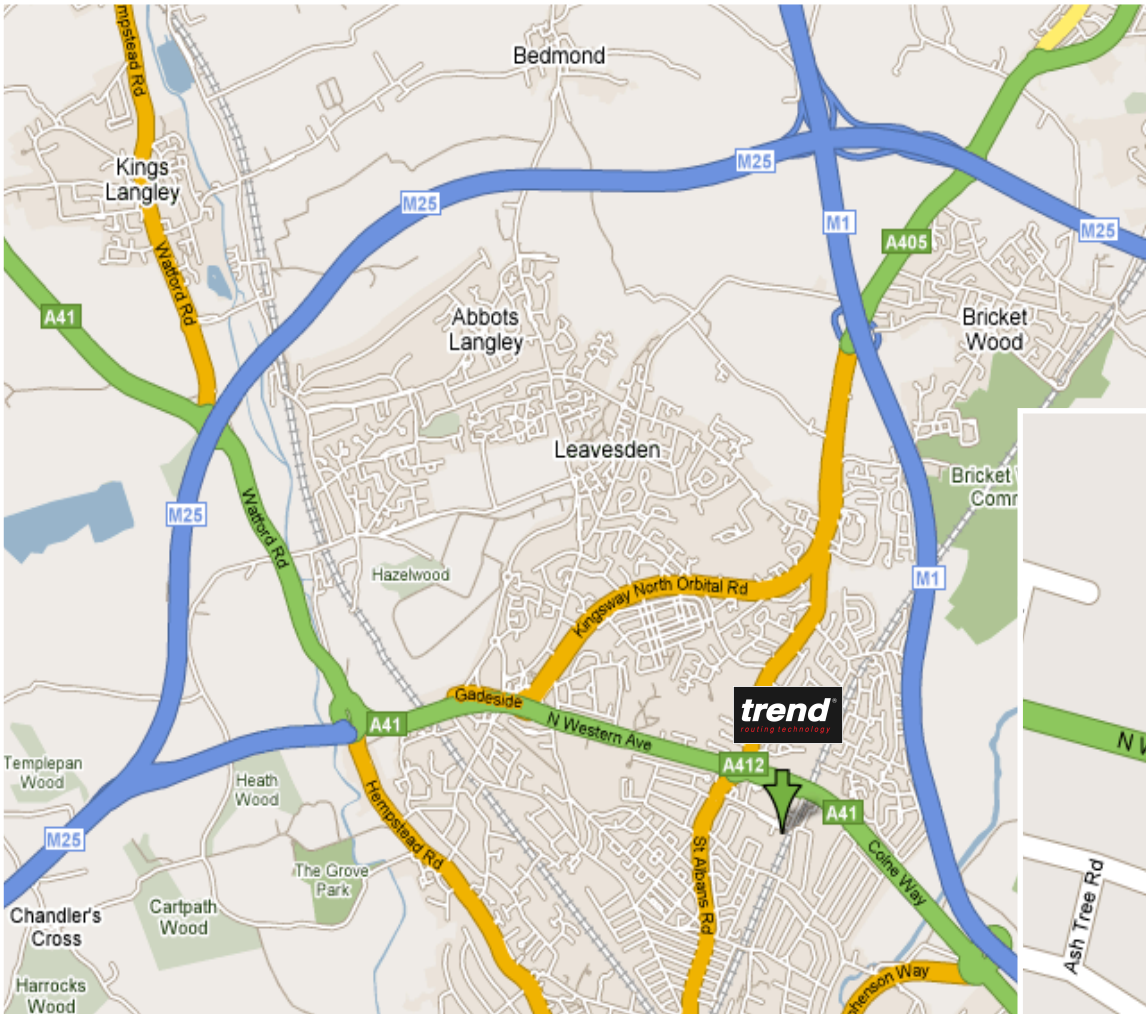 mpstead Rd
Bedmond
Kings
Langley
M25
M25
M1
A405
M25
Watford Rd
A41
Abbots
Langley
Bricket
Wood
Leavesden
Bricket
Comm
M25
Watford Rd
Hazelwood
Kingsway North Orbital Rd
M1
Gadeside
trend®
routing technology
A41
N Western Ave
N W
A412
Templepan
Wood
Heath
Wood
Hempstead Rd
A41
M25
St Albans Rd
Colne Way
The Grove
Park
Ash Tree Rd
Chandler's
Cross
Cartpath
Wood
Harrocks
Wood
phenson Way